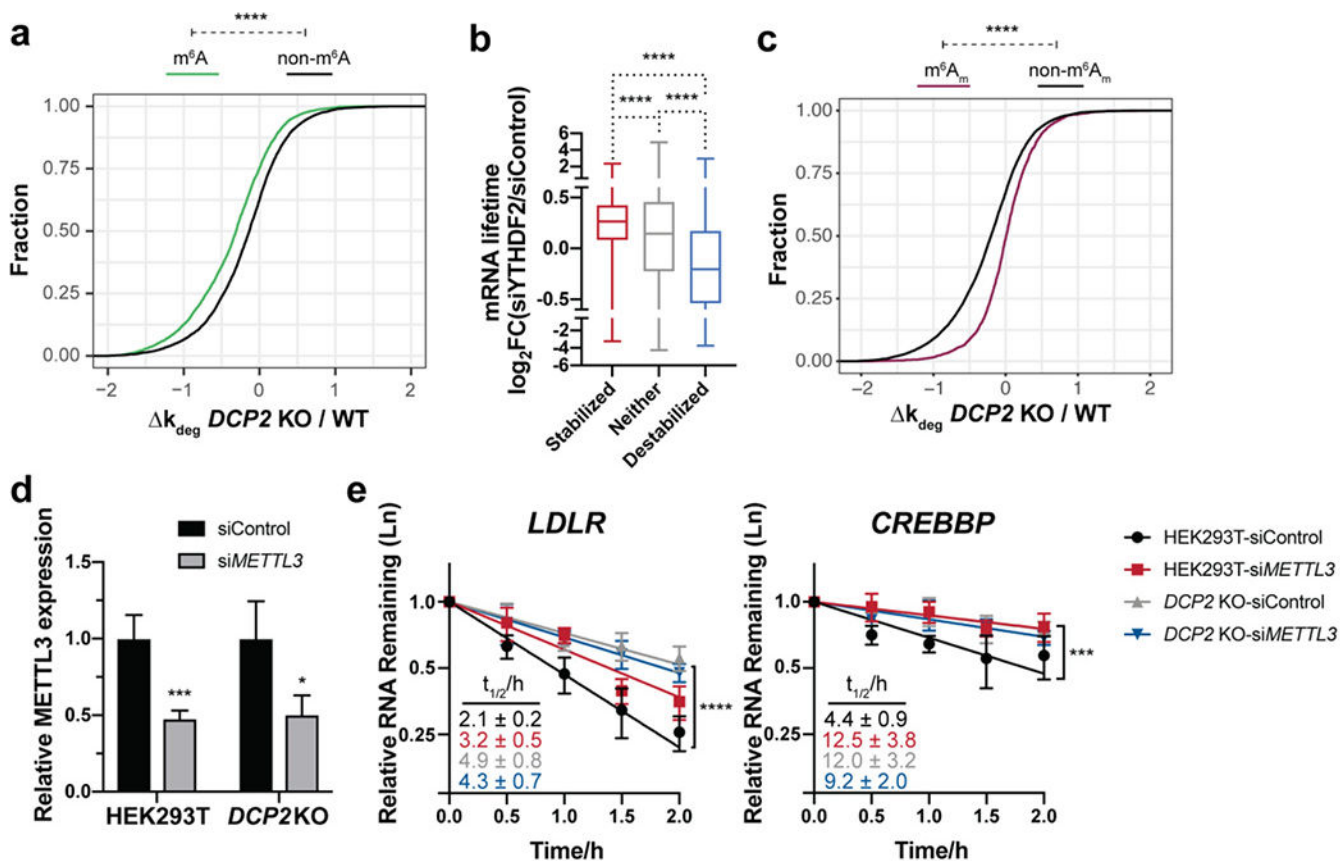 a
****
m⁶A non-m⁶A
1.00
0.75
0.50
0.25
0.00
Fraction
−2 −1 0 1 2
Δk_deg DCP2 KO / WT
b
****
**** ****
mRNA lifetime
log₂FC(siYTHDF2/siControl)
6
4
2
0.5
0.0
-0.5
-2
-4
-6
Stabilized
Neither
Destabilized
c
****
m⁶Aₘ non-m⁶Aₘ
1.00
0.75
0.50
0.25
0.00
Fraction
−2 −1 0 1 2
Δk_deg DCP2 KO / WT
d
siControl
siMETTL3
Relative METTL3 expression
1.5
1.0
0.5
0.0
***
*
HEK293T DCP2 KO
e
LDLR
Relative RNA Remaining (Ln)
1.0
0.5
0.25
t₁/₂/h
2.1 ± 0.2
3.2 ± 0.5
4.9 ± 0.8
4.3 ± 0.7
****
0.0 0.5 1.0 1.5 2.0
Time/h
CREBBP
Relative RNA Remaining (Ln)
1.0
0.5
0.25
t₁/₂/h
4.4 ± 0.9
12.5 ± 3.8
12.0 ± 3.2
9.2 ± 2.0
***
0.0 0.5 1.0 1.5 2.0
Time/h
HEK293T-siControl
HEK293T-siMETTL3
DCP2 KO-siControl
DCP2 KO-siMETTL3